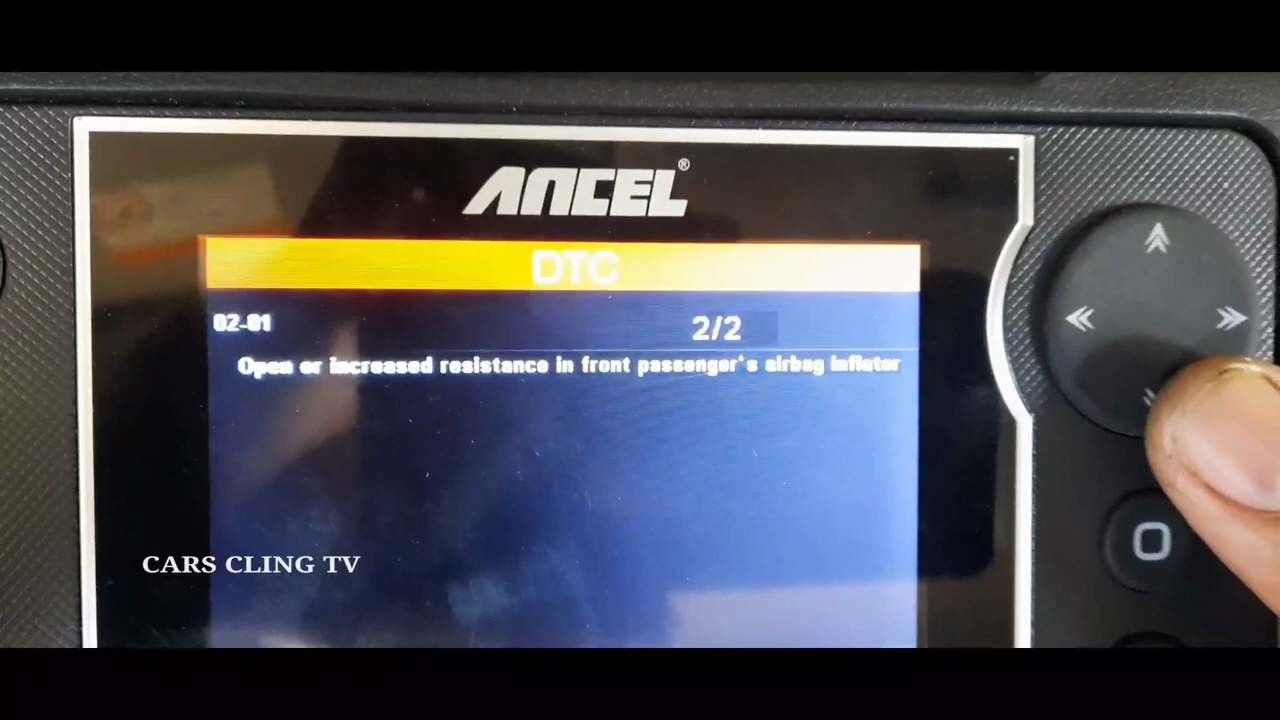 ANCEL®
DTC
02-01 2/2
Open or increased resistance in front passenger's airbag inflator
CARS CLING TV